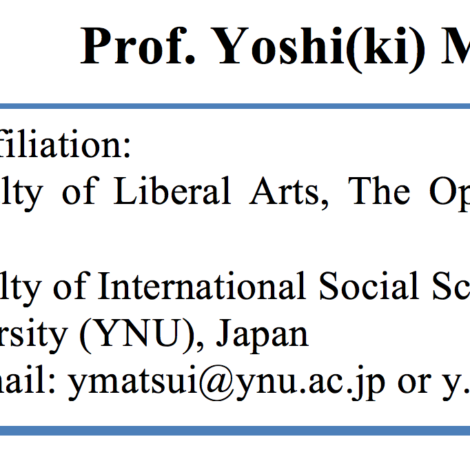 Prof. Yoshi(ki) M
filiation:
lty of Liberal Arts, The Op
lty of International Social Sc
rsity (YNU), Japan
ail: ymatsui@ynu.ac.jp or y.